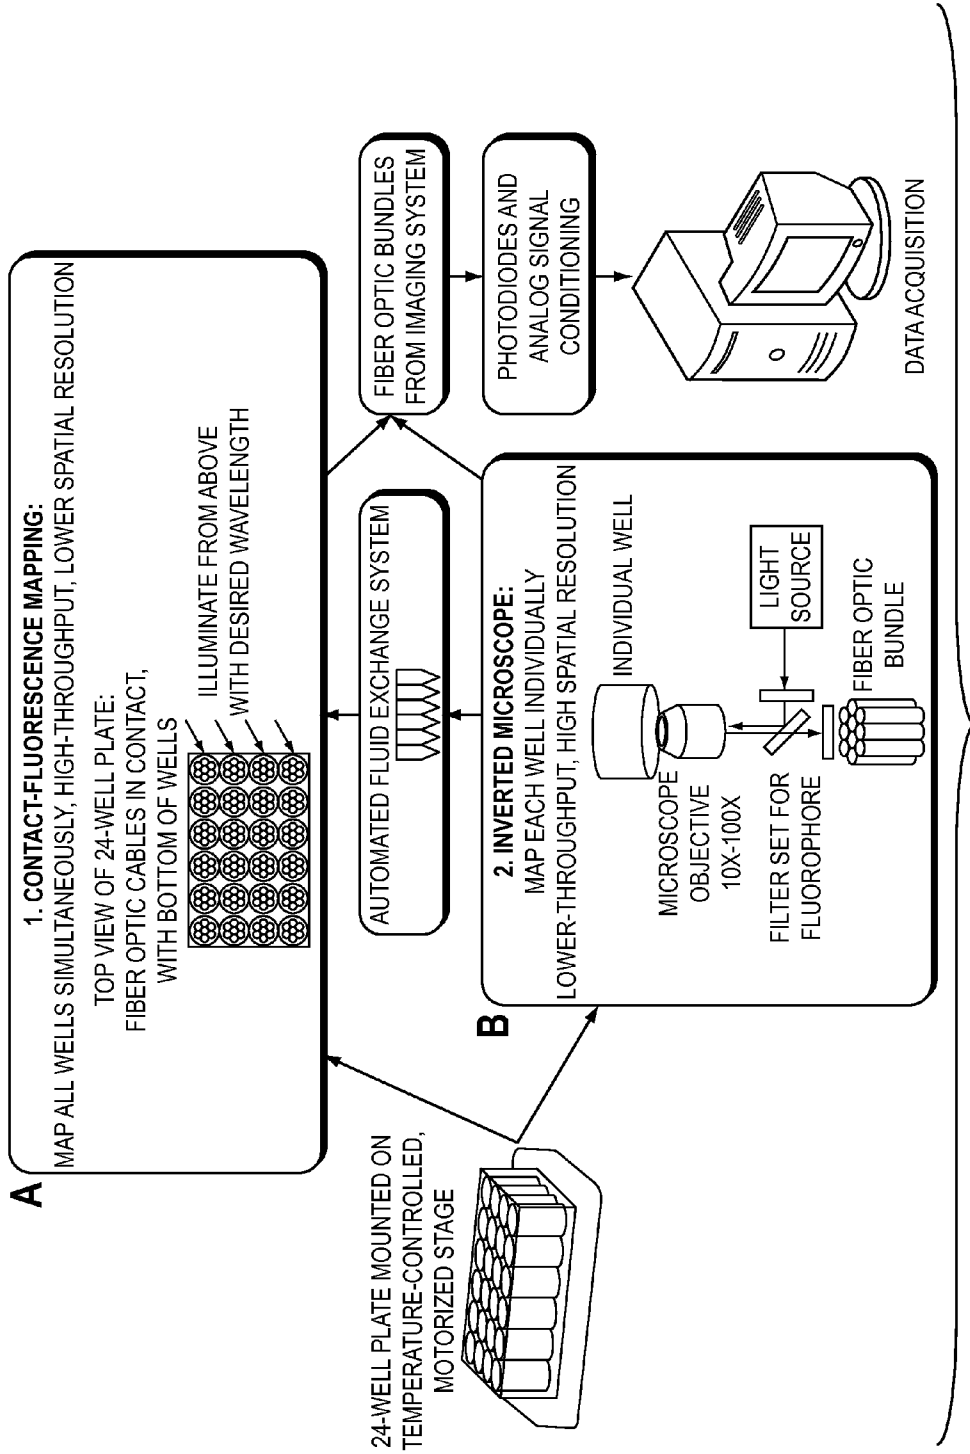 A
1. CONTACT-FLUORESCENCE MAPPING:
MAP ALL WELLS SIMULTANEOUSLY, HIGH-THROUGHPUT, LOWER SPATIAL RESOLUTION
TOP VIEW OF 24-WELL PLATE:
FIBER OPTIC CABLES IN CONTACT,
WITH BOTTOM OF WELLS
ILLUMINATE FROM ABOVE
WITH DESIRED WAVELENGTH
24-WELL PLATE MOUNTED ON
TEMPERATURE-CONTROLLED,
MOTORIZED STAGE
AUTOMATED FLUID EXCHANGE SYSTEM
FIBER OPTIC BUNDLES
FROM IMAGING SYSTEM
PHOTODIODES AND
ANALOG SIGNAL
CONDITIONING
DATA ACQUISITION
B
2. INVERTED MICROSCOPE:
MAP EACH WELL INDIVIDUALLY
LOWER-THROUGHPUT, HIGH SPATIAL RESOLUTION
INDIVIDUAL WELL
MICROSCOPE
OBJECTIVE
10X-100X
LIGHT
SOURCE
FILTER SET FOR
FLUOROPHORE
FIBER OPTIC
BUNDLE